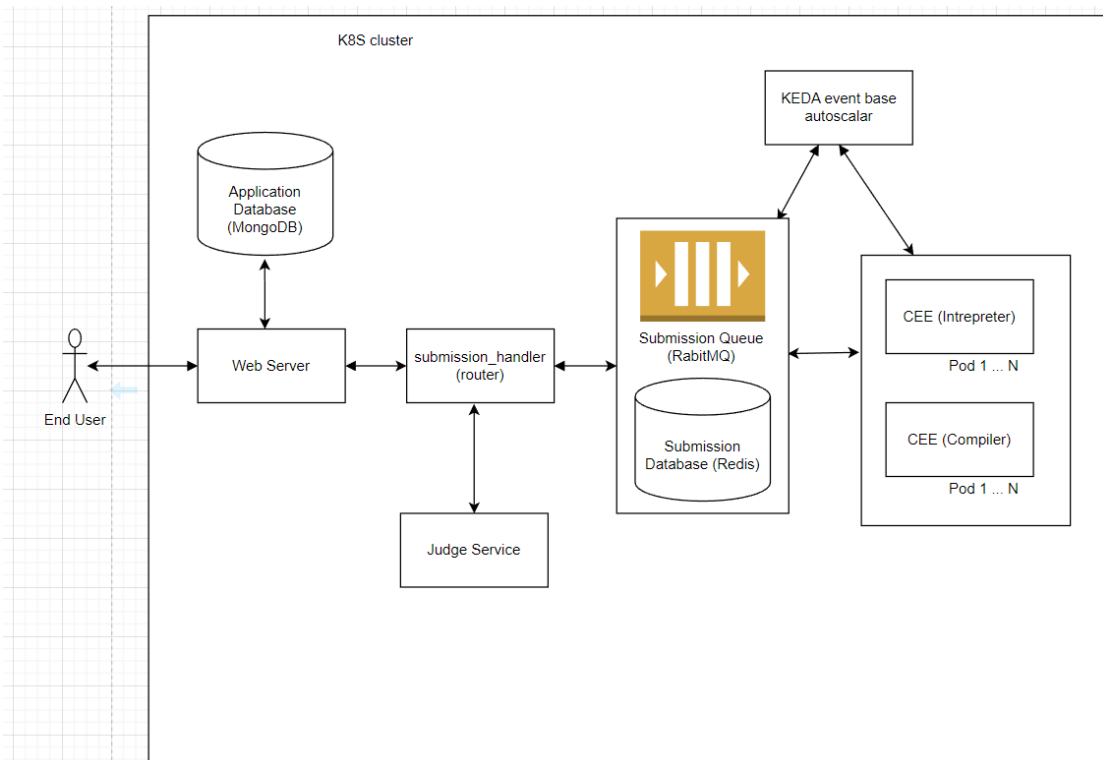 K8S cluster
KEDA event base
autoscalar
Application
Database
(MongoDB)
Submission Queue
(RabitMQ)
CEE (Intrepreter)
Pod 1 ... N
End User
Web Server
submission_handler
(router)
Submission
Database (Redis)
CEE (Compiler)
Pod 1 ... N
Judge Service